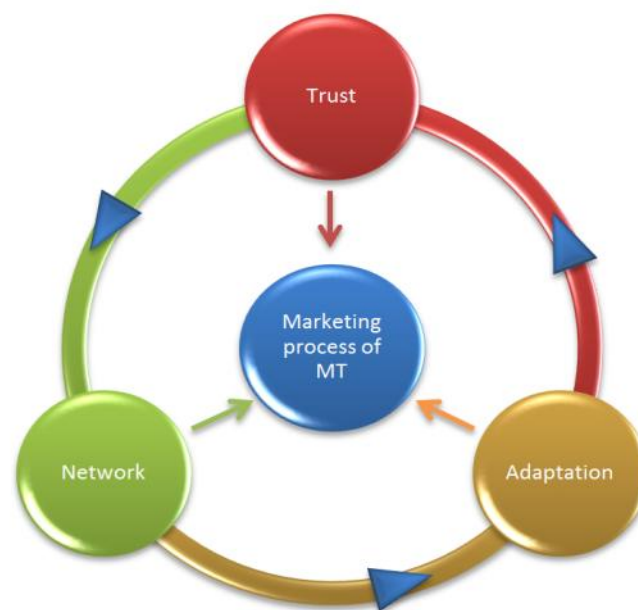 Trust
Marketing
process of
MT
Network
Adaptation